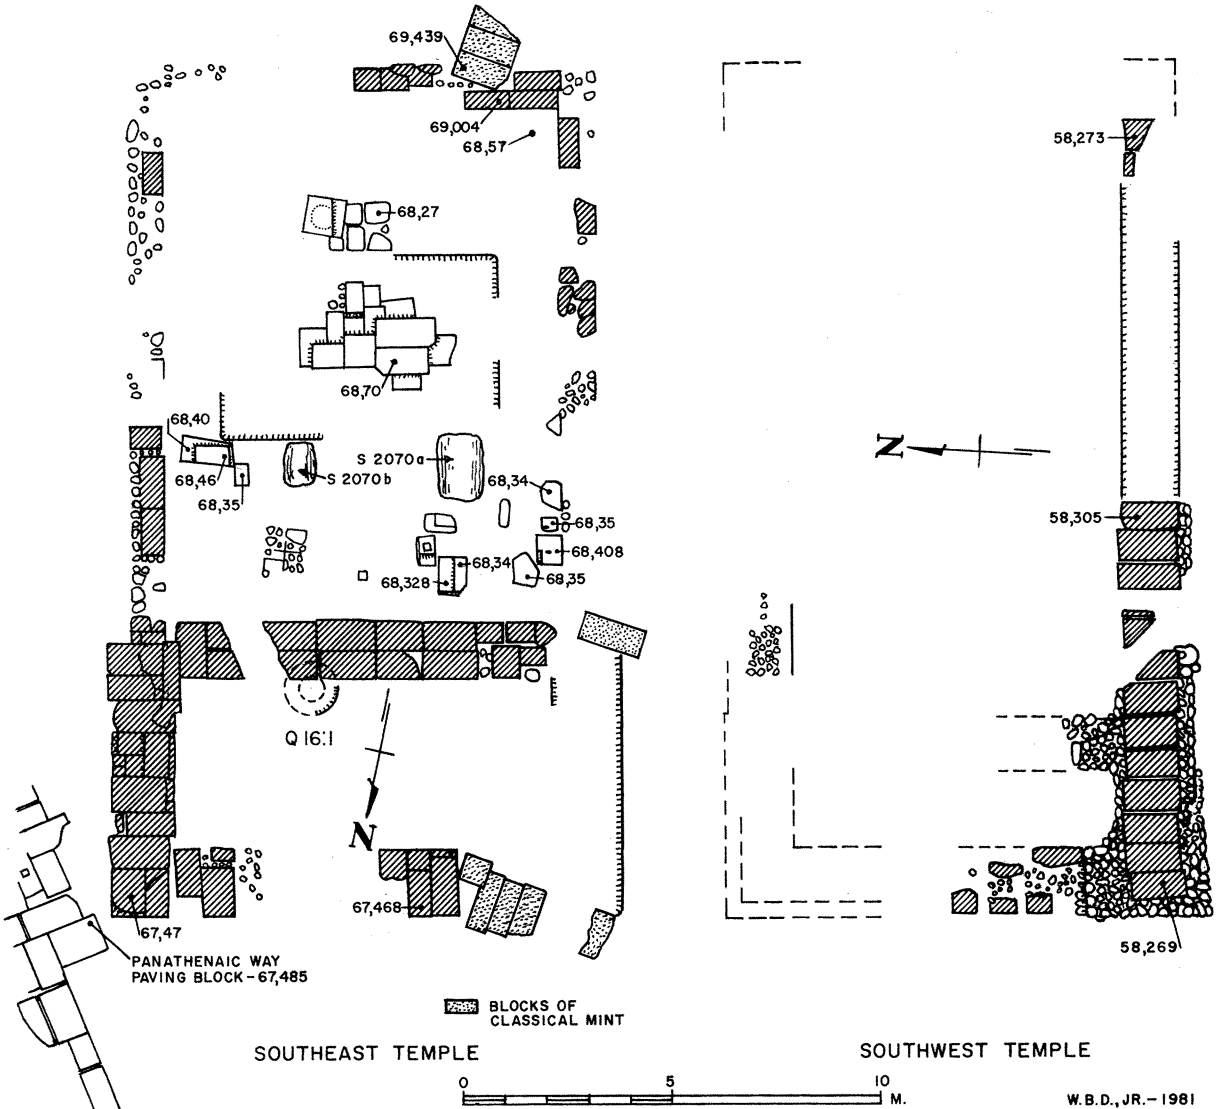 69,439
69,004
68,57
58,273
68,27
68,70
68,40
68,46
68,35
S 2070a
S 2070b
68,34
68,35
68,408
68,34
68,328
68,35
N
58,305
Q 16:1
N
67,468
67,47
58,269
PANATHENAIC WAY
PAVING BLOCK – 67,485
BLOCKS OF
CLASSICAL MINT
SOUTHEAST TEMPLE
SOUTHWEST TEMPLE
0 5 10
M.
W.B.D., JR. – 1981